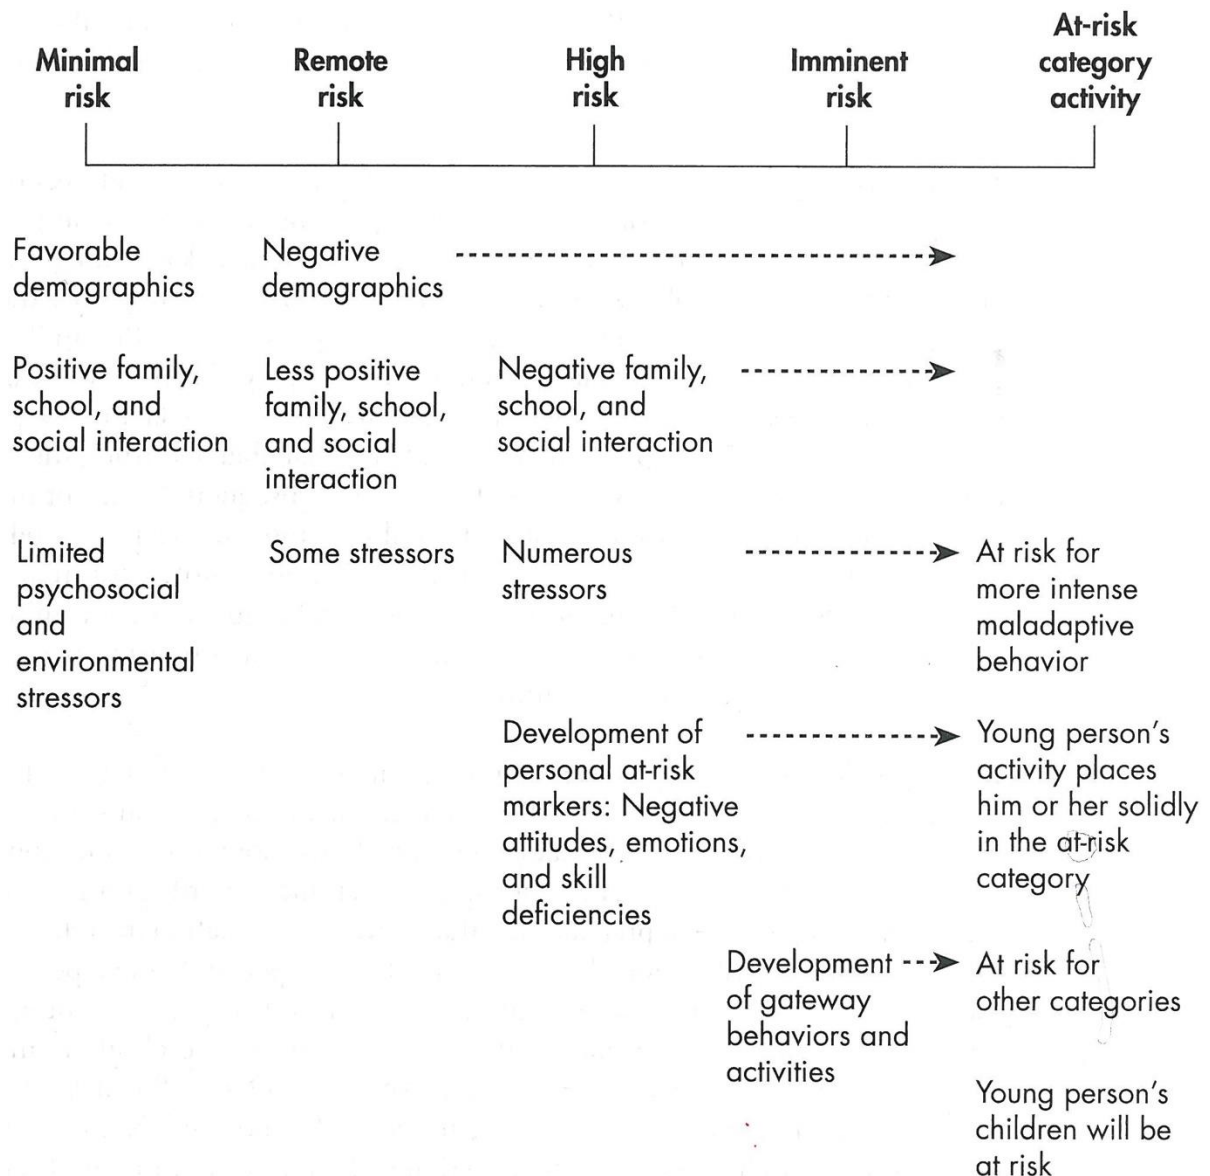 Minimal
risk
Remote
risk
High
risk
Imminent
risk
At-risk
category
activity
Favorable
demographics
Negative
demographics
Positive family,
school, and
social interaction
Less positive
family, school,
and social
interaction
Negative family,
school, and
social interaction
Limited
psychosocial
and
environmental
stressors
Some stressors
Numerous
stressors
At risk for
more intense
maladaptive
behavior
Development of
personal at-risk
markers: Negative
attitudes, emotions,
and skill
deficiencies
Young person's
activity places
him or her solidly
in the at-risk
category
Development
of gateway
behaviors and
activities
At risk for
other categories
Young person's
children will be
at risk